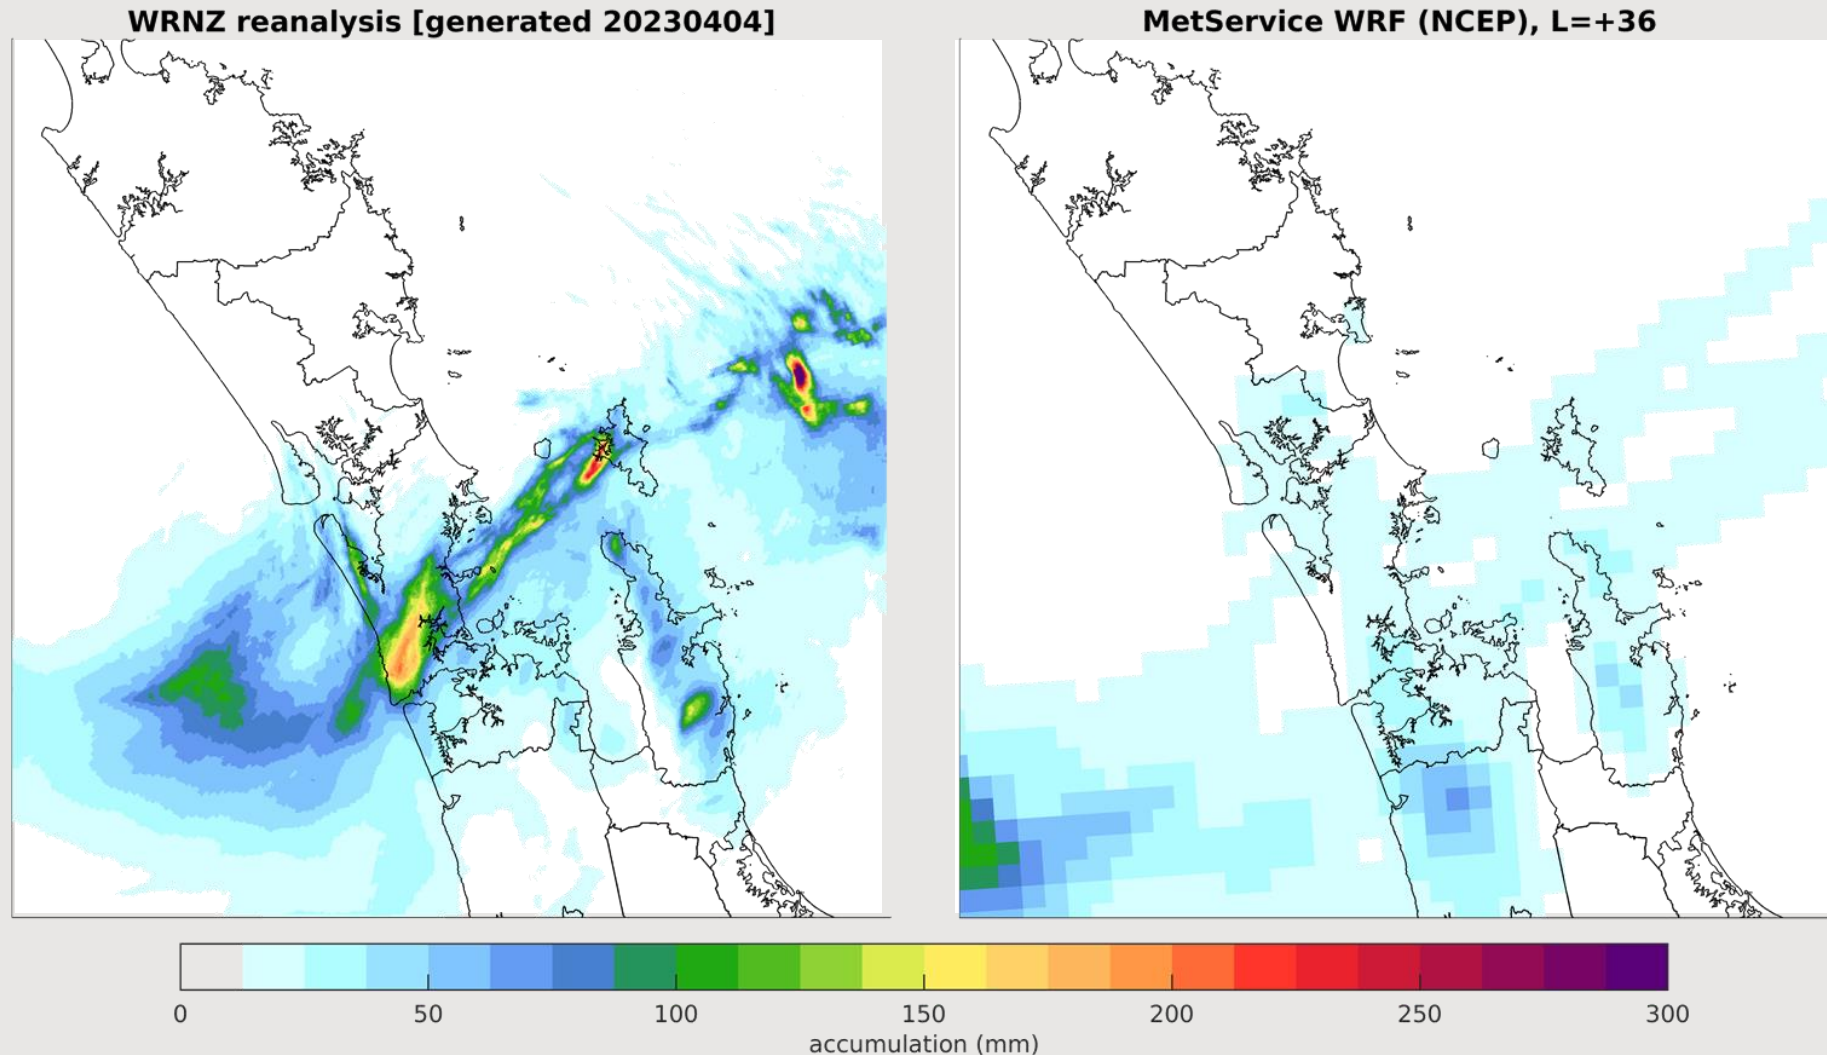 WRNZ reanalysis [generated 20230404]
MetService WRF (NCEP), L=+36
0 50 100 150 200 250 300
accumulation (mm)